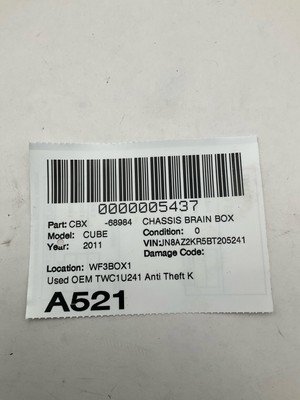 0000005437
Part: CBX -68984 CHASSIS BRAIN BOX
Model: CUBE Condition: 0
Year: 2011 VIN:JN8AZ2KR5BT205241
Damage Code:
Location: WF3BOX1
Used OEM TWC1U241 Anti Theft K
A521